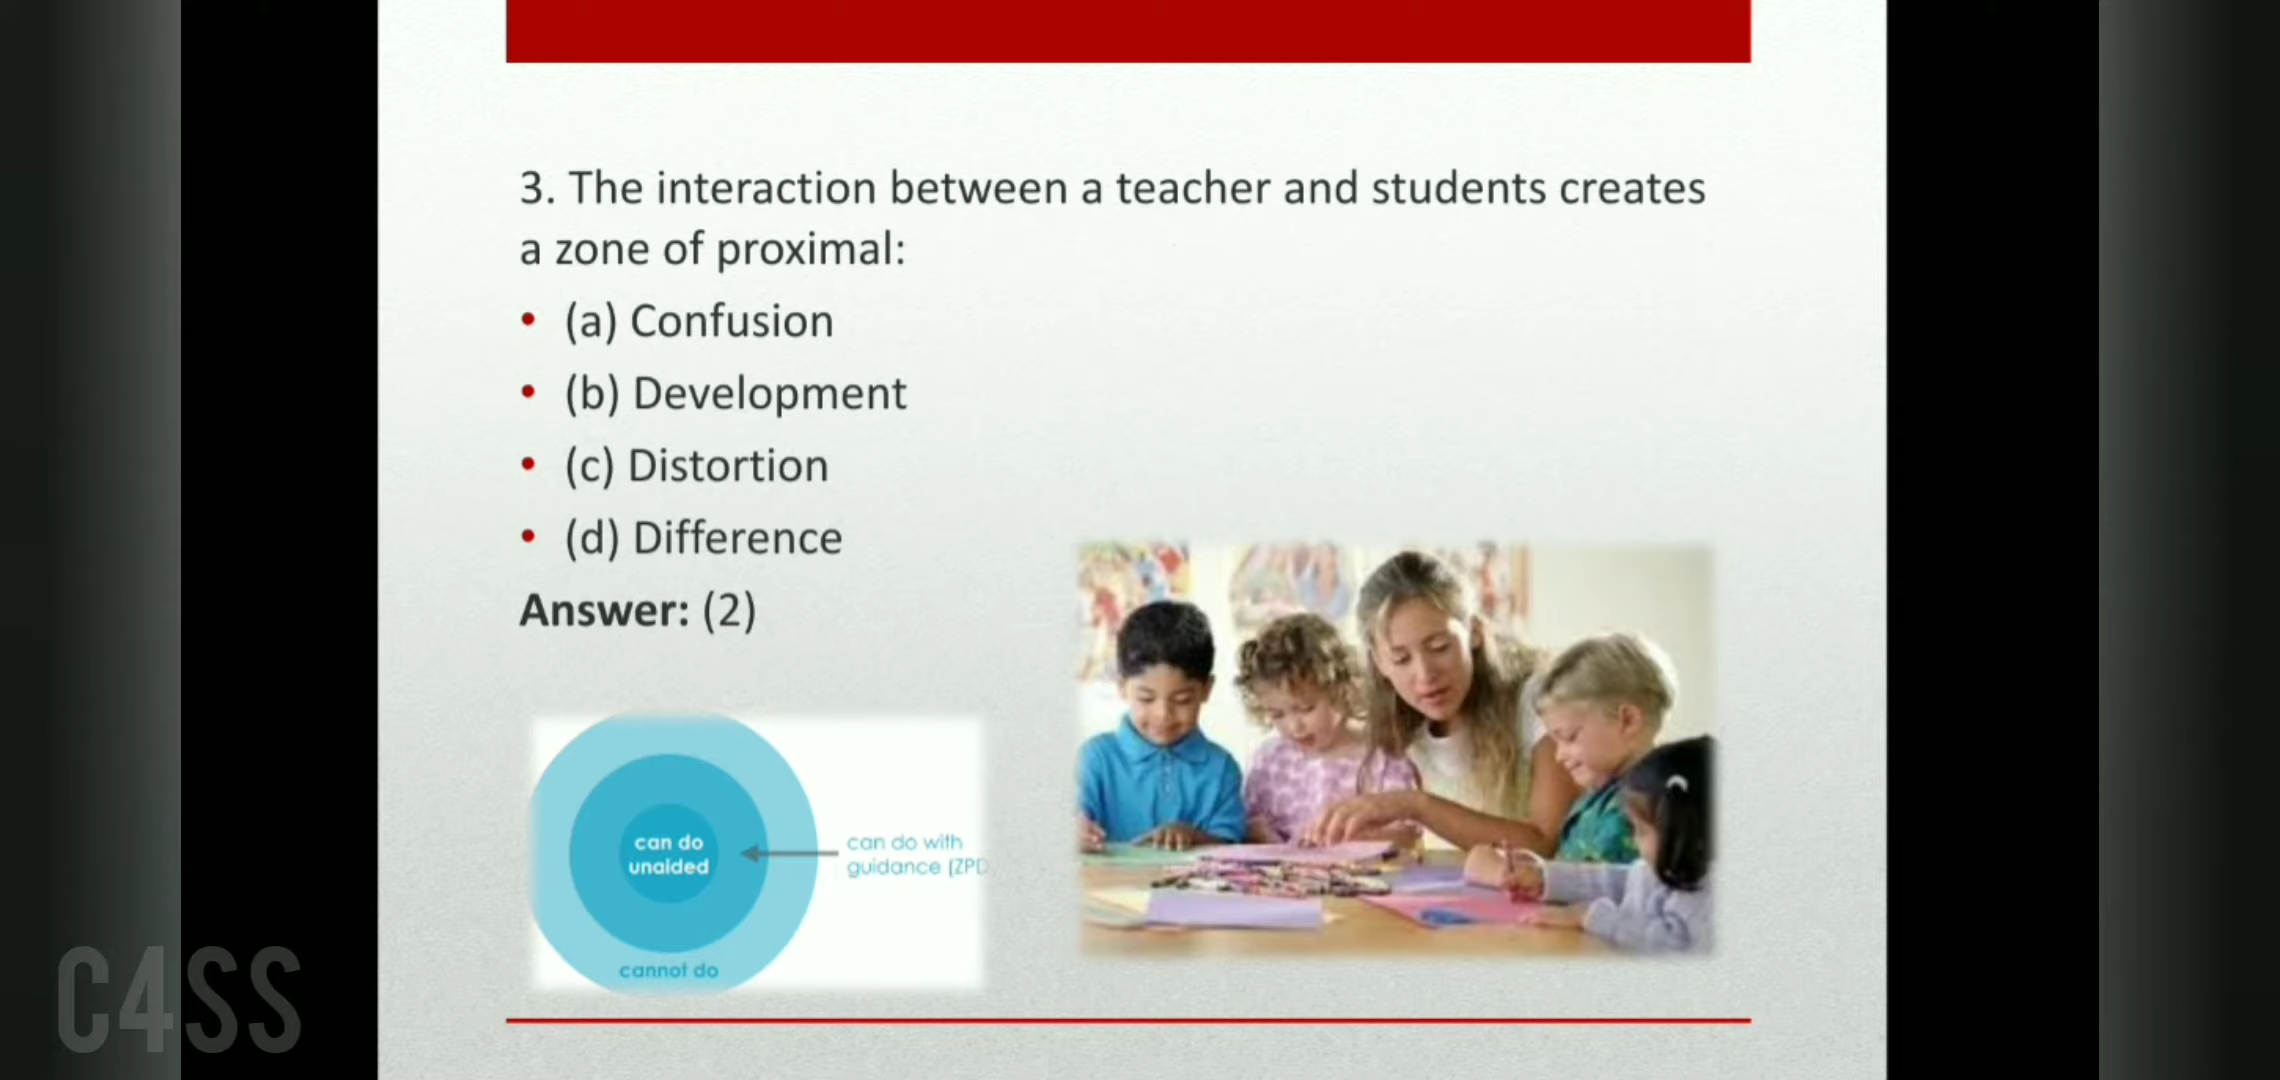 3. The interaction between a teacher and students creates
a zone of proximal:
• (a) Confusion
• (b) Development
• (c) Distortion
• (d) Difference
Answer: (2)
can do
unaided
can do with
guidance (ZPD
cannot do
C4SS